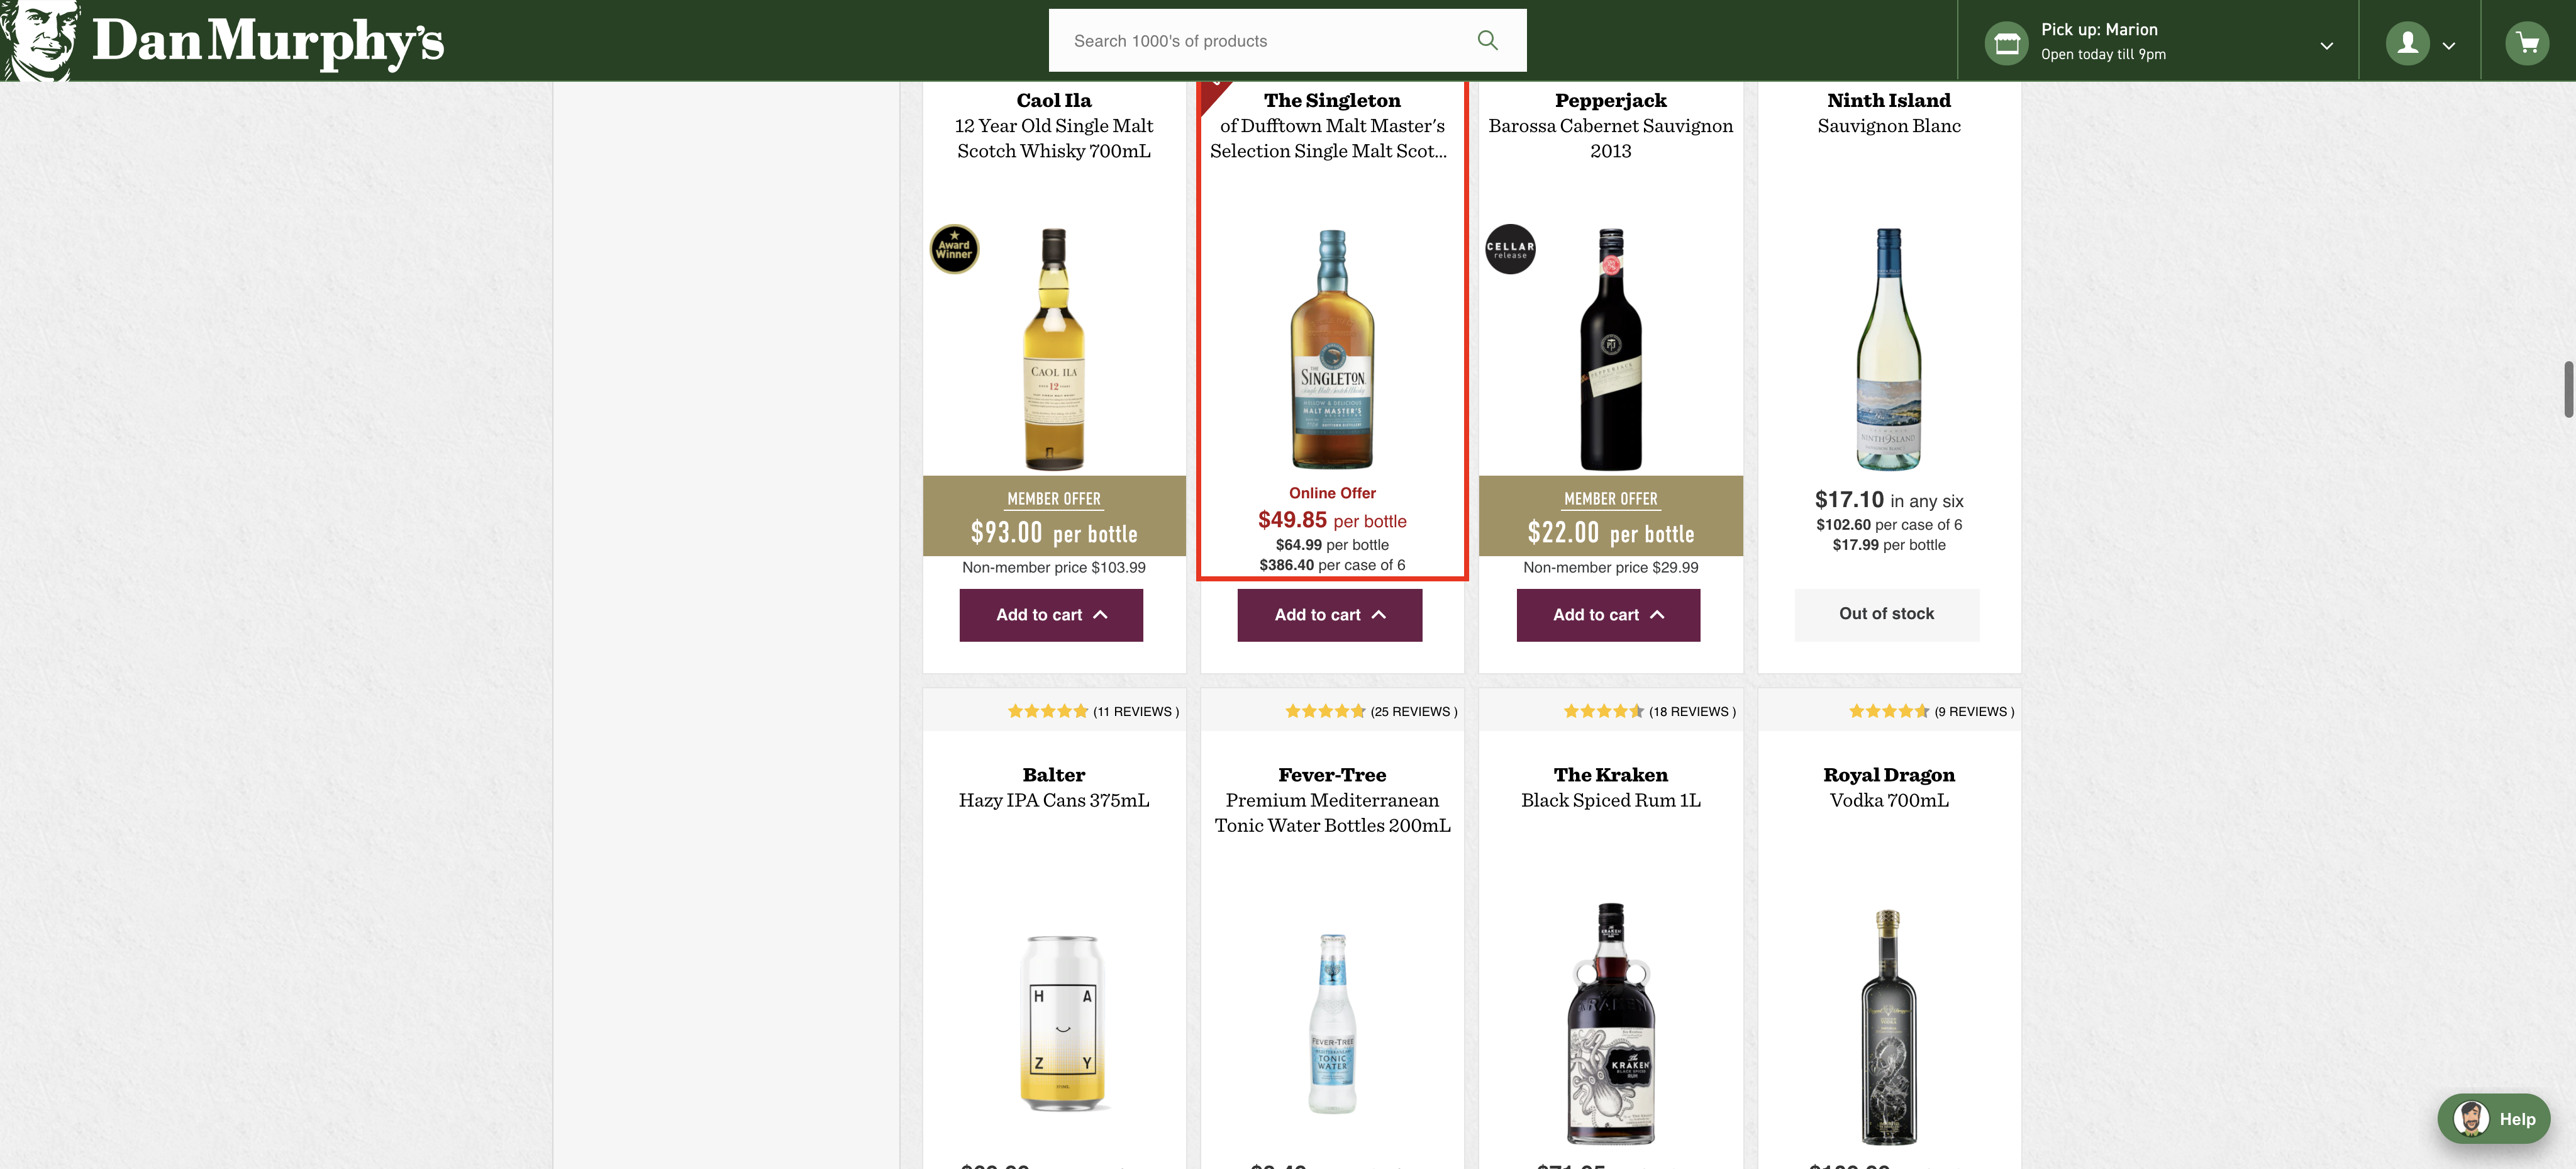 Dan Murphy's
Search 1000's of products
Pick up: Marion
Open today till 9pm
Caol Ila
12 Year Old Single Malt
Scotch Whisky 700mL
Award
Winner
CAOL ILA
12
MEMBER OFFER
$93.00 per bottle
Non-member price $103.99
Add to cart
The Singleton
of Dufftown Malt Master's
Selection Single Malt Scot...
THE
SINGLETON
MELLOW & DELICIOUS
MALT MASTER'S
Online Offer
$49.85 per bottle
$64.99 per bottle
$386.40 per case of 6
Add to cart
Pepperjack
Barossa Cabernet Sauvignon
2013
CELLAR
release
PEPPERJACK
MEMBER OFFER
$22.00 per bottle
Non-member price $29.99
Add to cart
Ninth Island
Sauvignon Blanc
NINTH ISLAND
$17.10 in any six
$102.60 per case of 6
$17.99 per bottle
Out of stock
(11 REVIEWS )
Balter
Hazy IPA Cans 375mL
H A
Z Y
(25 REVIEWS )
Fever-Tree
Premium Mediterranean
Tonic Water Bottles 200mL
FEVER-TREE
TONIC
WATER
(18 REVIEWS )
The Kraken
Black Spiced Rum 1L
The
KRAKEN
BLACK SPICED
RUM
(9 REVIEWS )
Royal Dragon
Vodka 700mL
Help